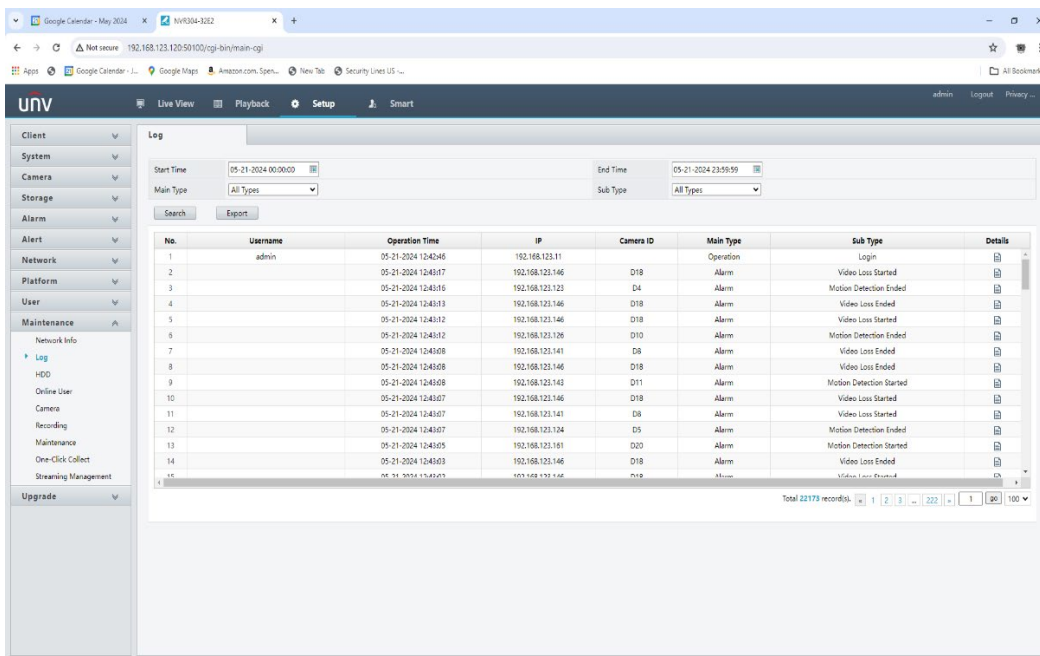 Google Calendar - May 2024 NVR304-32E2
Not secure 192.168.123.120:50100/cgi-bin/main-cgi
Apps Google Calendar - J... Google Maps Amazon.com. Spen... New Tab Security Lines US -... All Bookmark
unv Live View Playback Setup Smart admin Logout Privacy ...
Client
System
Camera
Storage
Alarm
Alert
Network
Platform
User
Maintenance
Network Info
Log
HDD
Online User
Camera
Recording
Maintenance
One-Click Collect
Streaming Management
Upgrade
Log
Start Time 05-21-2024 00:00:00 End Time 05-21-2024 23:59:59
Main Type All Types Sub Type All Types
Search Export
No. Username Operation Time IP Camera ID Main Type Sub Type Details
1 admin 05-21-2024 12:42:46 192.168.123.11 Operation Login
2 05-21-2024 12:43:17 192.168.123.146 D18 Alarm Video Loss Started
3 05-21-2024 12:43:16 192.168.123.123 D4 Alarm Motion Detection Ended
4 05-21-2024 12:43:13 192.168.123.146 D18 Alarm Video Loss Ended
5 05-21-2024 12:43:12 192.168.123.146 D18 Alarm Video Loss Started
6 05-21-2024 12:43:12 192.168.123.126 D10 Alarm Motion Detection Ended
7 05-21-2024 12:43:08 192.168.123.141 D8 Alarm Video Loss Ended
8 05-21-2024 12:43:08 192.168.123.146 D18 Alarm Video Loss Ended
9 05-21-2024 12:43:08 192.168.123.143 D11 Alarm Motion Detection Started
10 05-21-2024 12:43:07 192.168.123.146 D18 Alarm Video Loss Started
11 05-21-2024 12:43:07 192.168.123.141 D8 Alarm Video Loss Started
12 05-21-2024 12:43:07 192.168.123.124 D5 Alarm Motion Detection Ended
13 05-21-2024 12:43:05 192.168.123.161 D20 Alarm Motion Detection Started
14 05-21-2024 12:43:03 192.168.123.146 D18 Alarm Video Loss Ended
15 Alarm Video Loss Started
Total 22173 record(s). « 1 2 3 ... 222 » 1 go 100